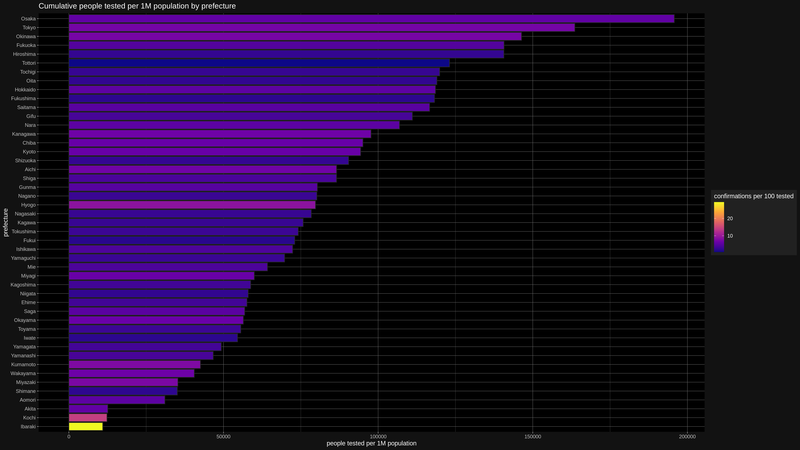 Cumulative people tested per 1M population by prefecture
Osaka
Tokyo
Okinawa
Fukuoka
Hiroshima
Tottori
Tochigi
Oita
Hokkaido
Fukushima
Saitama
Gifu
Nara
Kanagawa
Chiba
Kyoto
Shizuoka
Aichi
Shiga
Gunma
Nagano
Hyogo
Nagasaki
Kagawa
Tokushima
Fukui
Ishikawa
Yamaguchi
Mie
Miyagi
Kagoshima
Niigata
Ehime
Saga
Okayama
Toyama
Iwate
Yamagata
Yamanashi
Kumamoto
Wakayama
Miyazaki
Shimane
Aomori
Akita
Kochi
Ibaraki
prefecture
0 50000 100000 150000 200000
people tested per 1M population
confirmations per 100 tested
20
10